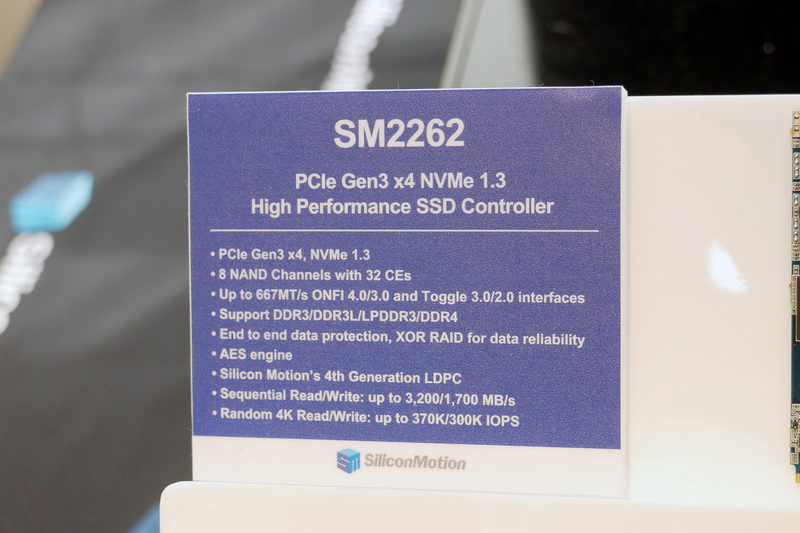 SM2262
PCIe Gen3 x4 NVMe 1.3
High Performance SSD Controller
• PCIe Gen3 x4, NVMe 1.3
• 8 NAND Channels with 32 CEs
• Up to 667MT/s ONFI 4.0/3.0 and Toggle 3.0/2.0 interfaces
• Support DDR3/DDR3L/LPDDR3/DDR4
• End to end data protection, XOR RAID for data reliability
• AES engine
• Silicon Motion's 4th Generation LDPC
• Sequential Read/Write: up to 3,200/1,700 MB/s
• Random 4K Read/Write: up to 370K/300K IOPS
SM SiliconMotion